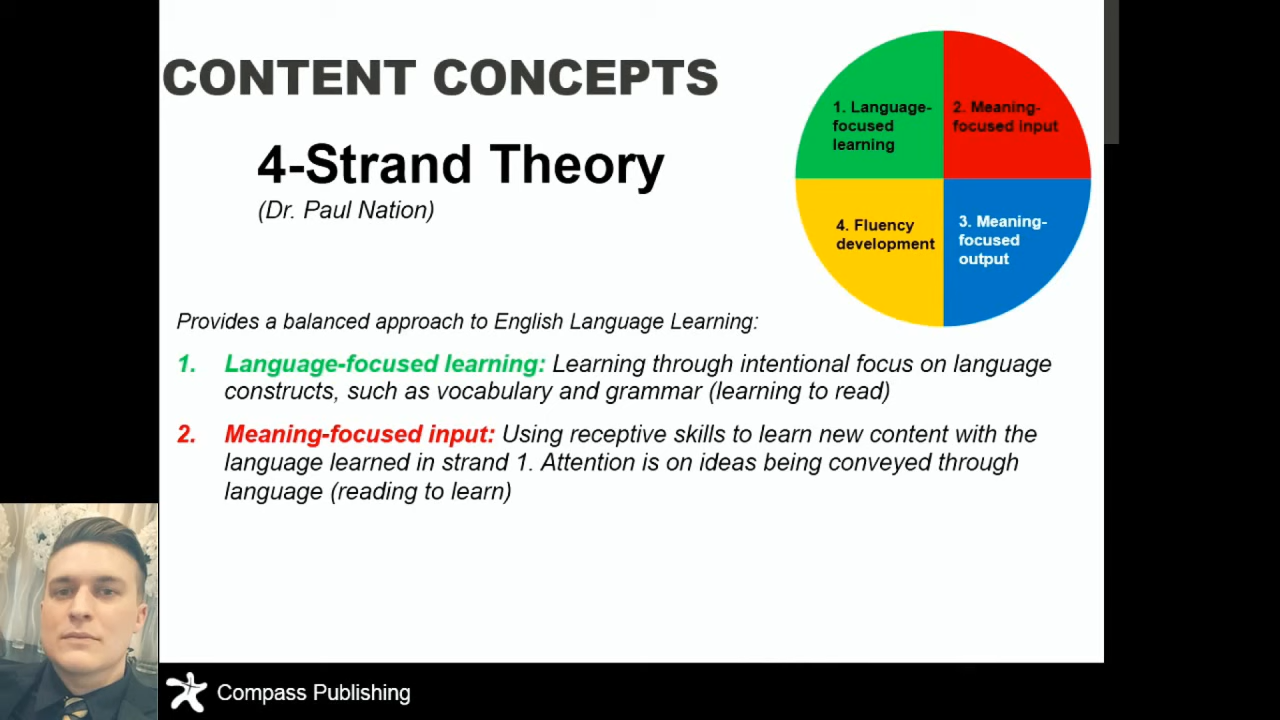 CONTENT CONCEPTS
4-Strand Theory
(Dr. Paul Nation)
1. Language-
focused
learning
2. Meaning-
focused input
4. Fluency
development
3. Meaning-
focused
output
Provides a balanced approach to English Language Learning:
1. Language-focused learning: Learning through intentional focus on language
constructs, such as vocabulary and grammar (learning to read)
2. Meaning-focused input: Using receptive skills to learn new content with the
language learned in strand 1. Attention is on ideas being conveyed through
language (reading to learn)
Compass Publishing